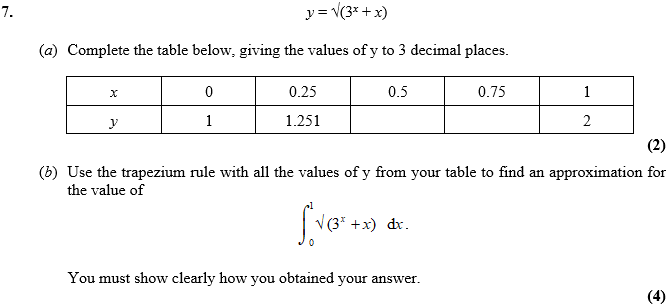 7. y = √(3ˣ + x)
(a) Complete the table below, giving the values of y to 3 decimal places.
x 0 0.25 0.5 0.75 1
y 1 1.251 2
(2)
(b) Use the trapezium rule with all the values of y from your table to find an approximation for
the value of
∫₀¹ √(3ˣ + x) dx.
You must show clearly how you obtained your answer.
(4)